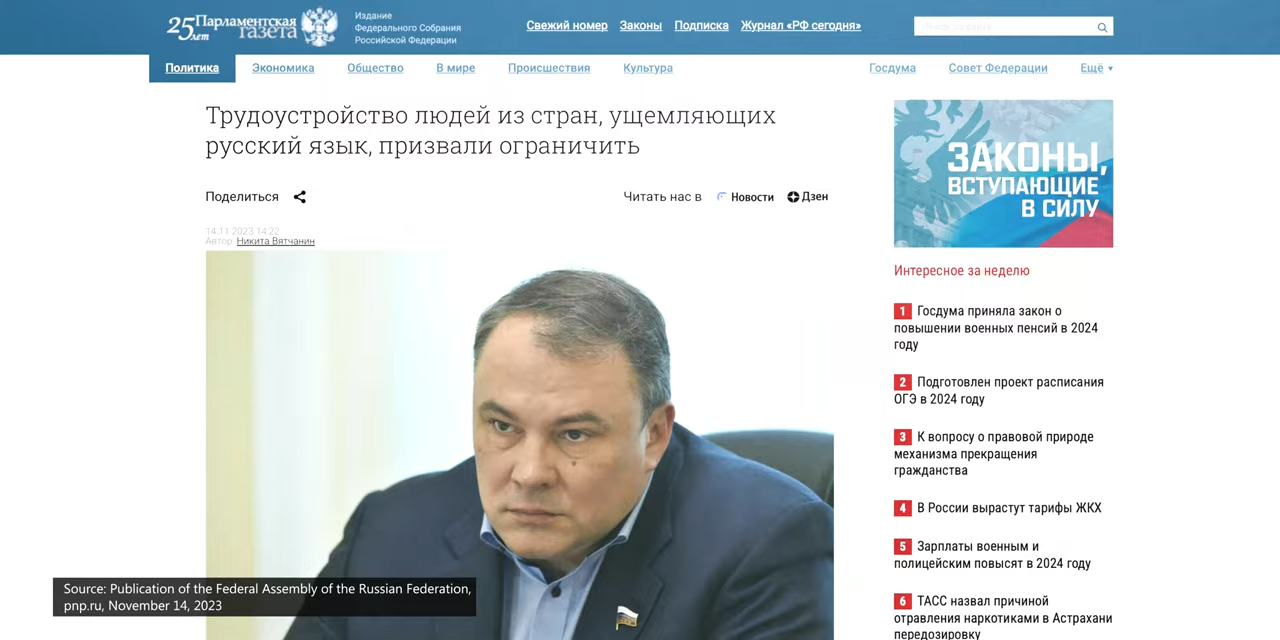 25 лет
Парламентская
газета
Издание
Федерального Собрания
Российской Федерации
Свежий номер Законы Подписка Журнал «РФ сегодня»
Политика Экономика Общество В мире Происшествия Культура Госдума Совет Федерации Ещё ▼
Трудоустройство людей из стран, ущемляющих
русский язык, призвали ограничить
Поделиться
Читать нас в Новости Дзен
14.11.2023 14:22
Автор: Никита Вятчанин
ЗАКОНЫ,
ВСТУПАЮЩИЕ
В СИЛУ
Интересное за неделю
1 Госдума приняла закон о
повышении военных пенсий в 2024
году
2 Подготовлен проект расписания
ОГЭ в 2024 году
3 К вопросу о правовой природе
механизма прекращения
гражданства
4 В России вырастут тарифы ЖКХ
5 Зарплаты военным и
полицейским повысят в 2024 году
6 ТАСС назвал причиной
отравления наркотиками в Астрахани
передозировку
Source: Publication of the Federal Assembly of the Russian Federation,
pnp.ru, November 14, 2023